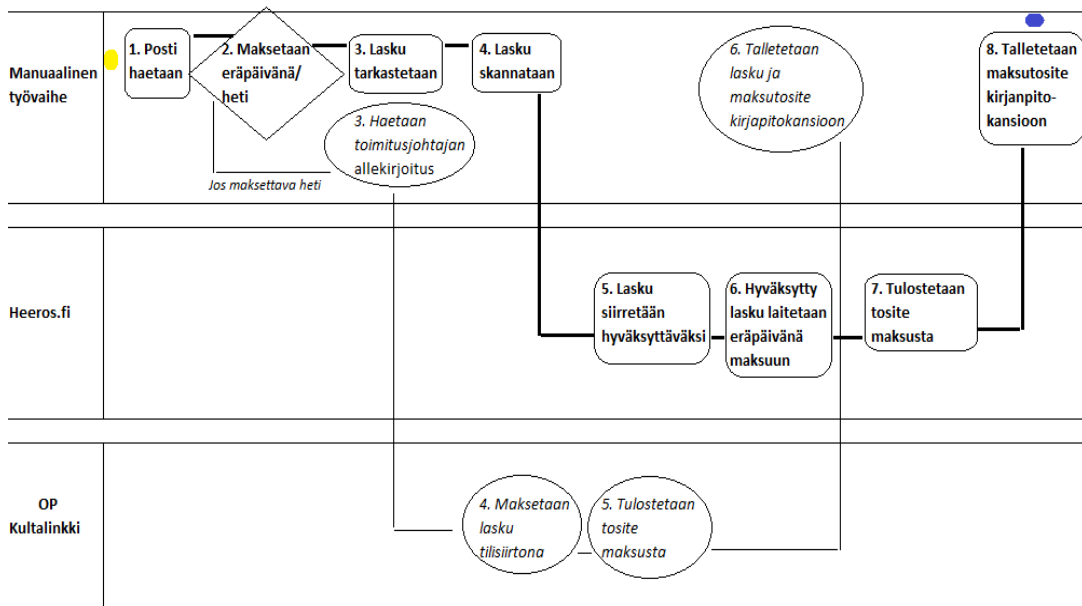 Manuaalinen
työvaihe
1. Posti
haetaan
2. Maksetaan
eräpäivänä/
heti
3. Lasku
tarkastetaan
4. Lasku
skannataan
3. Haetaan
toimitusjohtajan
allekirjoitus
Jos maksettava heti
6. Talletetaan
lasku ja
maksutosite
kirjapitokansioon
8. Talletetaan
maksutosite
kirjanpito-
kansioon
Heeros.fi
5. Lasku
siirretään
hyväksyttäväksi
6. Hyväksytty
lasku laitetaan
eräpäivänä
maksuun
7. Tulostetaan
tosite
maksusta
OP
Kultalinkki
4. Maksetaan
lasku
tilisiirtona
5. Tulostetaan
tosite
maksusta